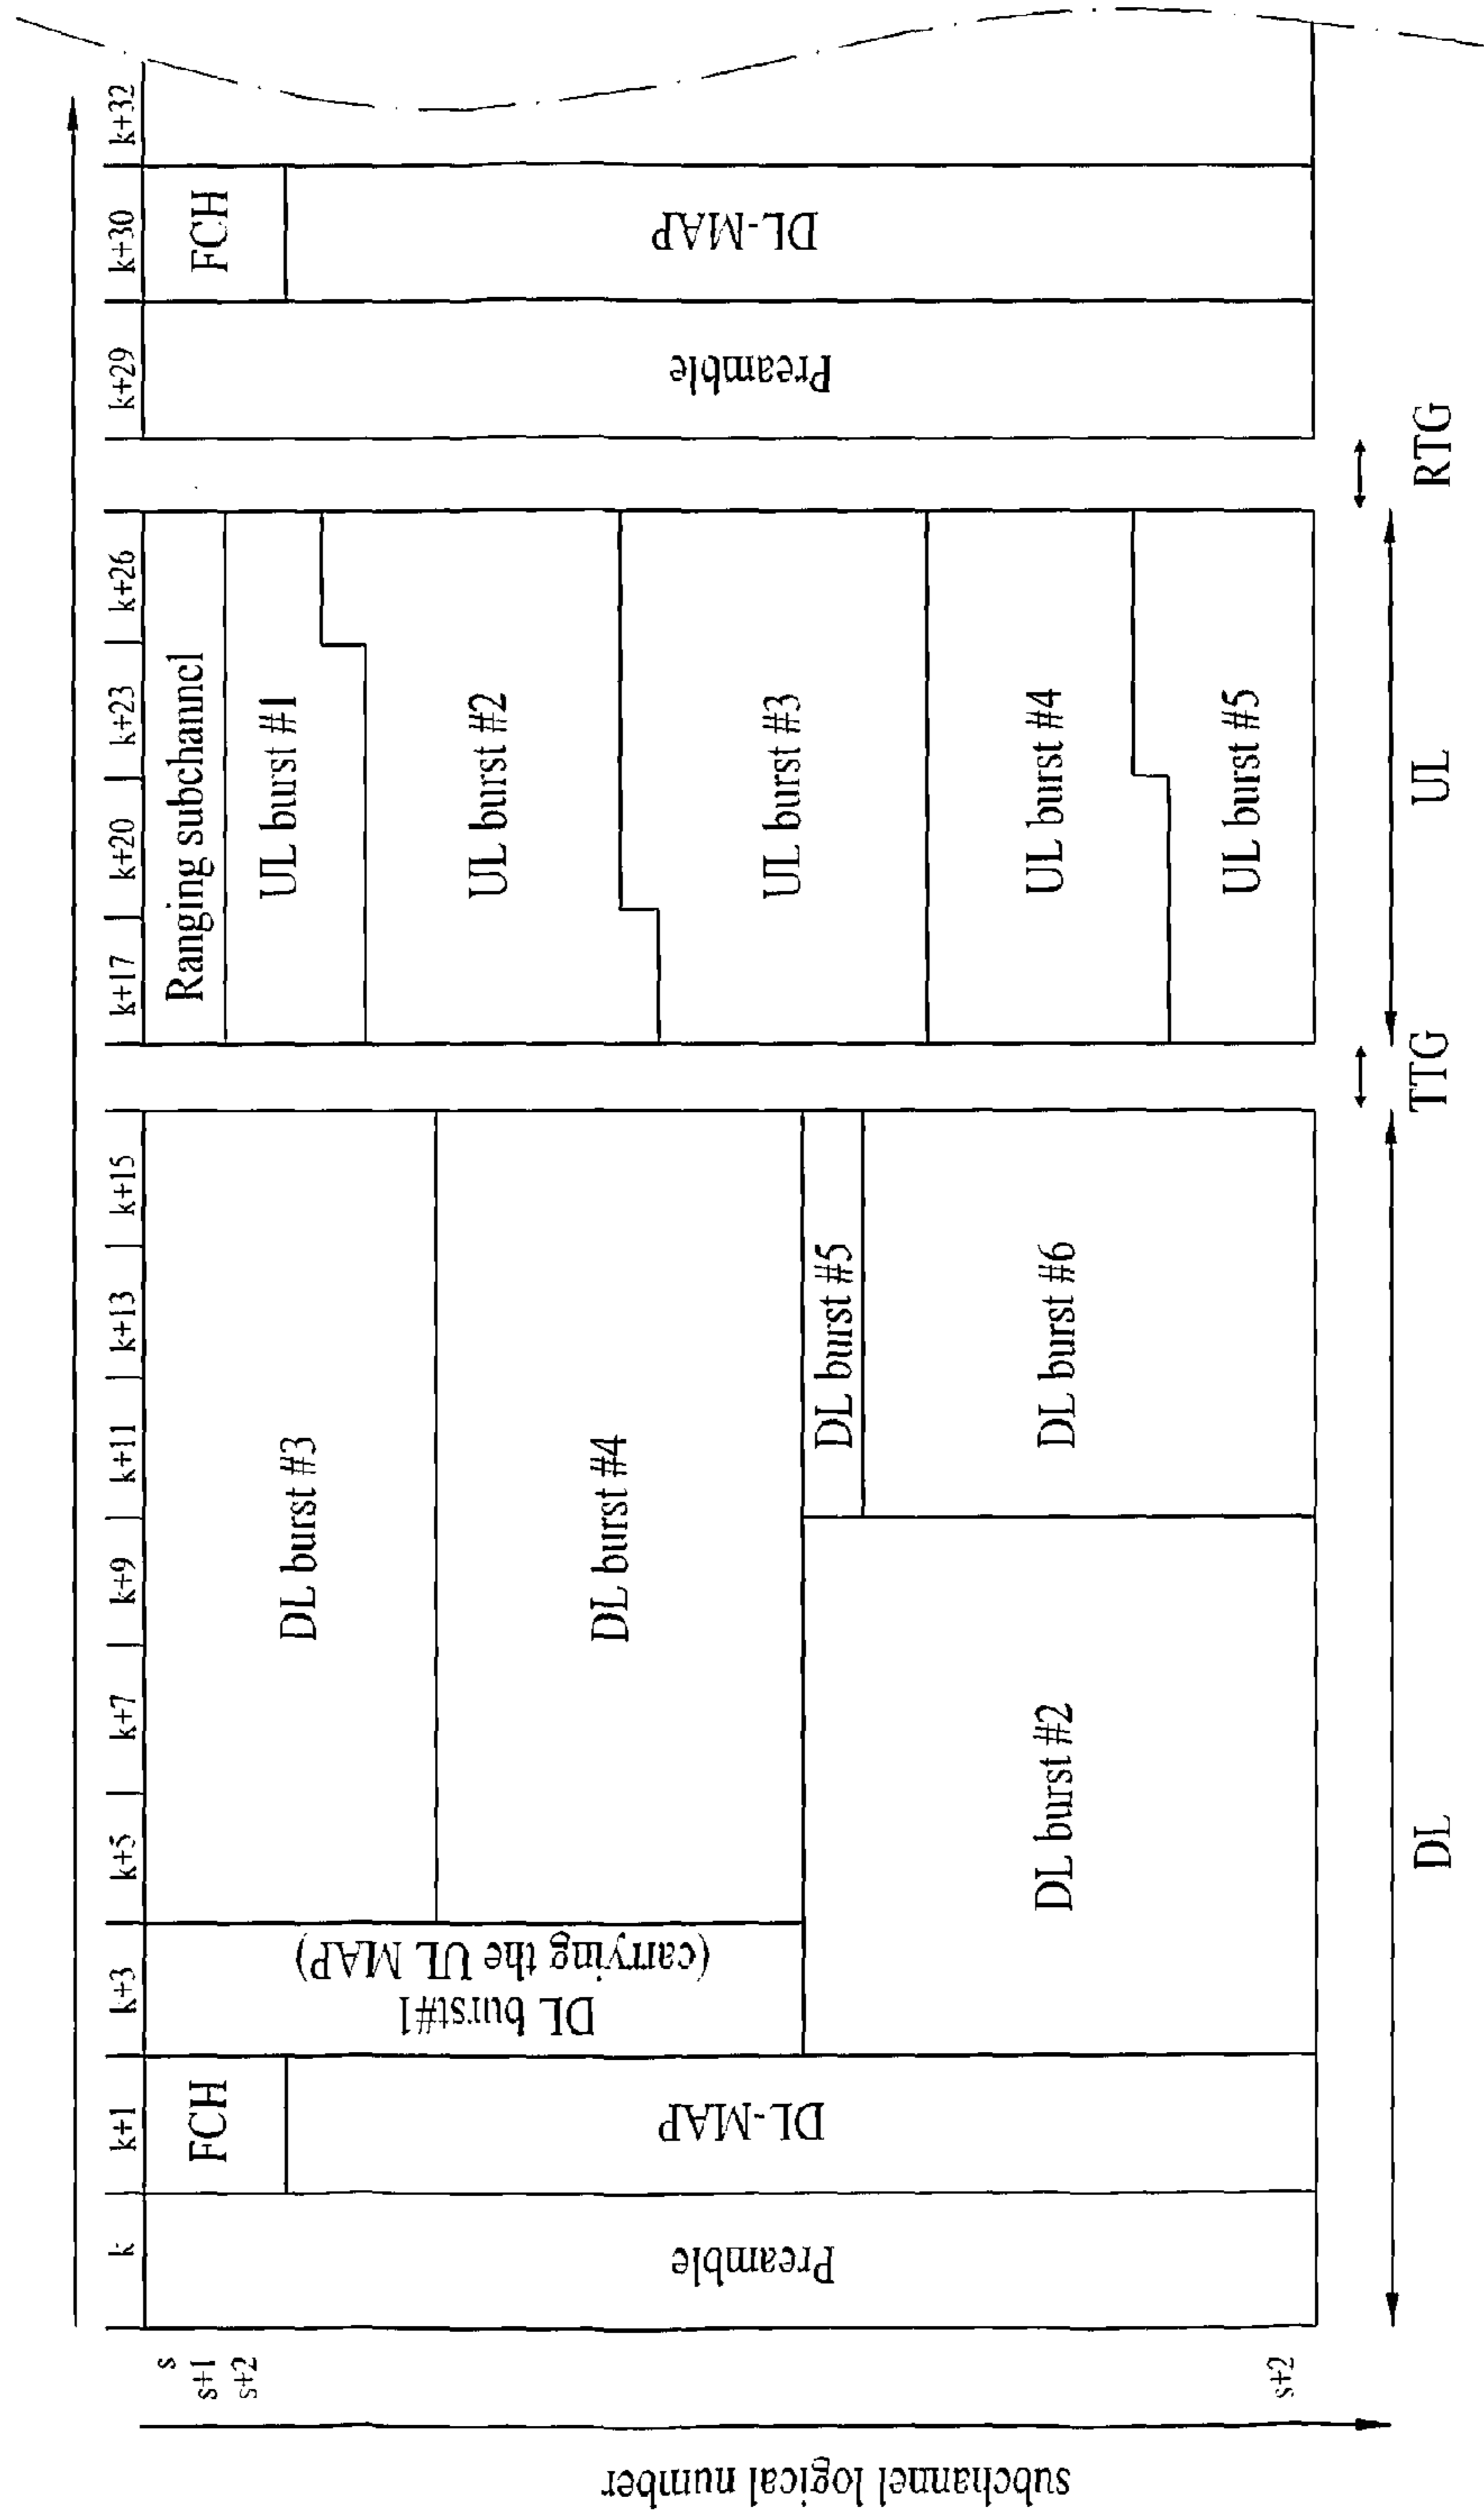 k
k+1
k+3
k+5
k+7
k+9
k+11
k+13
k+15
k+17
k+20
k+23
k+26
k+29
k+30
k+32
s
s+1
s+2
s+2
subchannel logical number
Preamble
FCH
DL-MAP
DL burst#1
(carrying the UL MAP)
DL burst #3
DL burst #4
DL burst #2
DL burst #5
DL burst #6
Ranging subchannel
UL burst #1
UL burst #2
UL burst #3
UL burst #4
UL burst #5
Preamble
FCH
DL-MAP
DL
TTG
UL
RTG